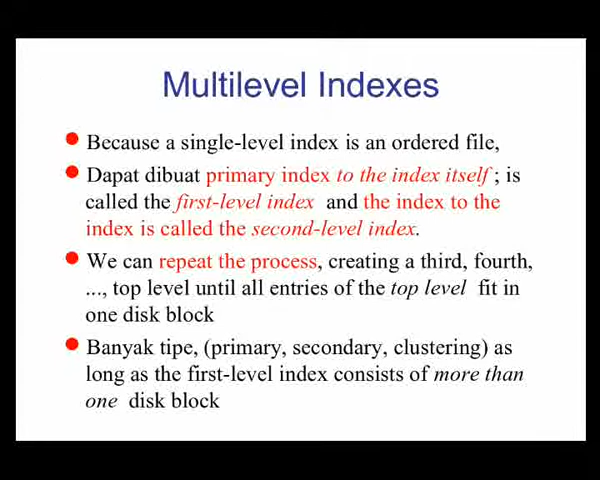 Multilevel Indexes
Because a single-level index is an ordered file,
Dapat dibuat primary index to the index itself ; is
called the first-level index and the index to the
index is called the second-level index.
We can repeat the process, creating a third, fourth,
..., top level until all entries of the top level fit in
one disk block
Banyak tipe, (primary, secondary, clustering) as
long as the first-level index consists of more than
one disk block